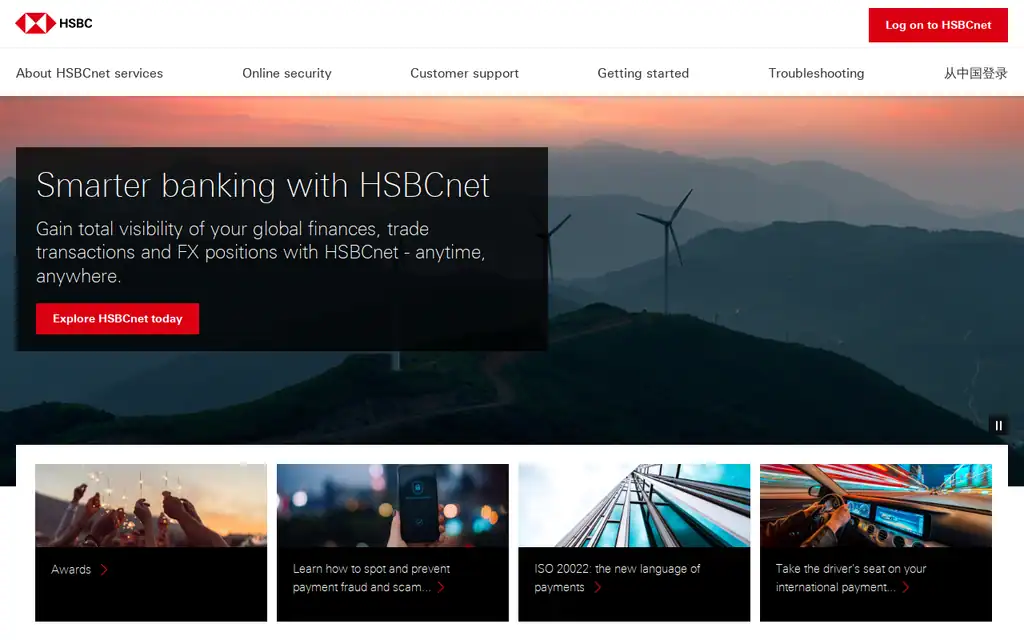 HSBC
Log on to HSBCnet
About HSBCnet services
Online security
Customer support
Getting started
Troubleshooting
从中国登录
Smarter banking with HSBCnet
Gain total visibility of your global finances, trade
transactions and FX positions with HSBCnet - anytime,
anywhere.
Explore HSBCnet today
Awards
Learn how to spot and prevent
payment fraud and scam...
ISO 20022: the new language of
payments
Take the driver's seat on your
international payment...